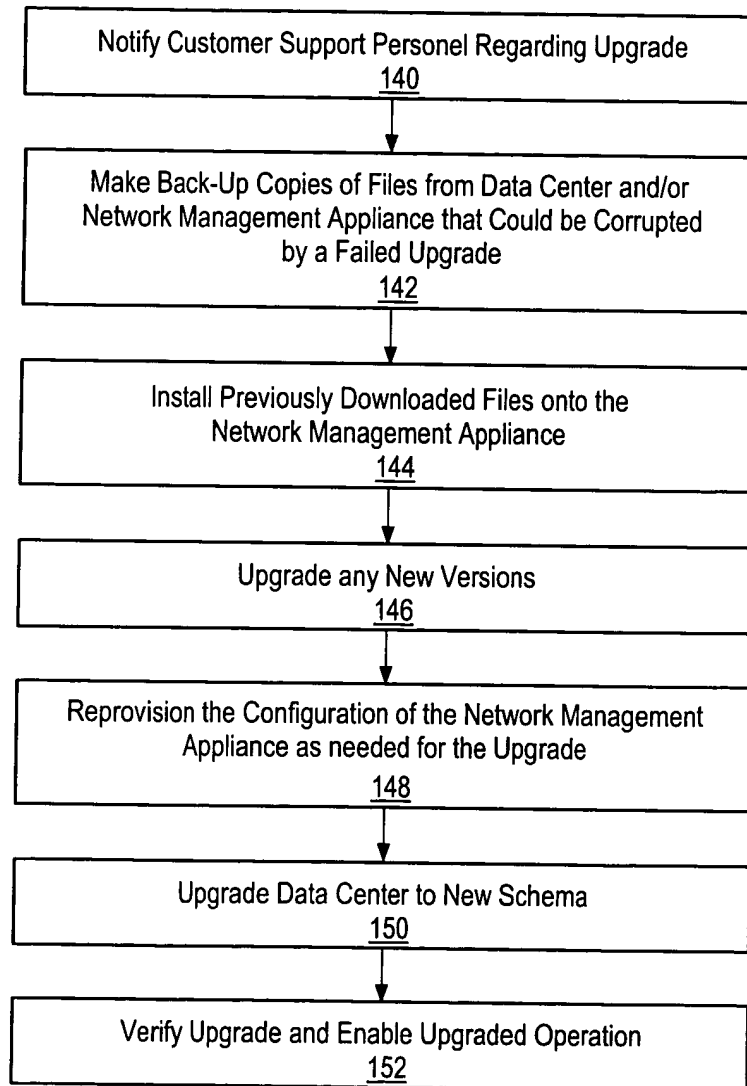 Notify Customer Support Personel Regarding Upgrade
140
Make Back-Up Copies of Files from Data Center and/or
Network Management Appliance that Could be Corrupted
by a Failed Upgrade
142
Install Previously Downloaded Files onto the
Network Management Appliance
144
Upgrade any New Versions
146
Reprovision the Configuration of the Network Management
Appliance as needed for the Upgrade
148
Upgrade Data Center to New Schema
150
Verify Upgrade and Enable Upgraded Operation
152